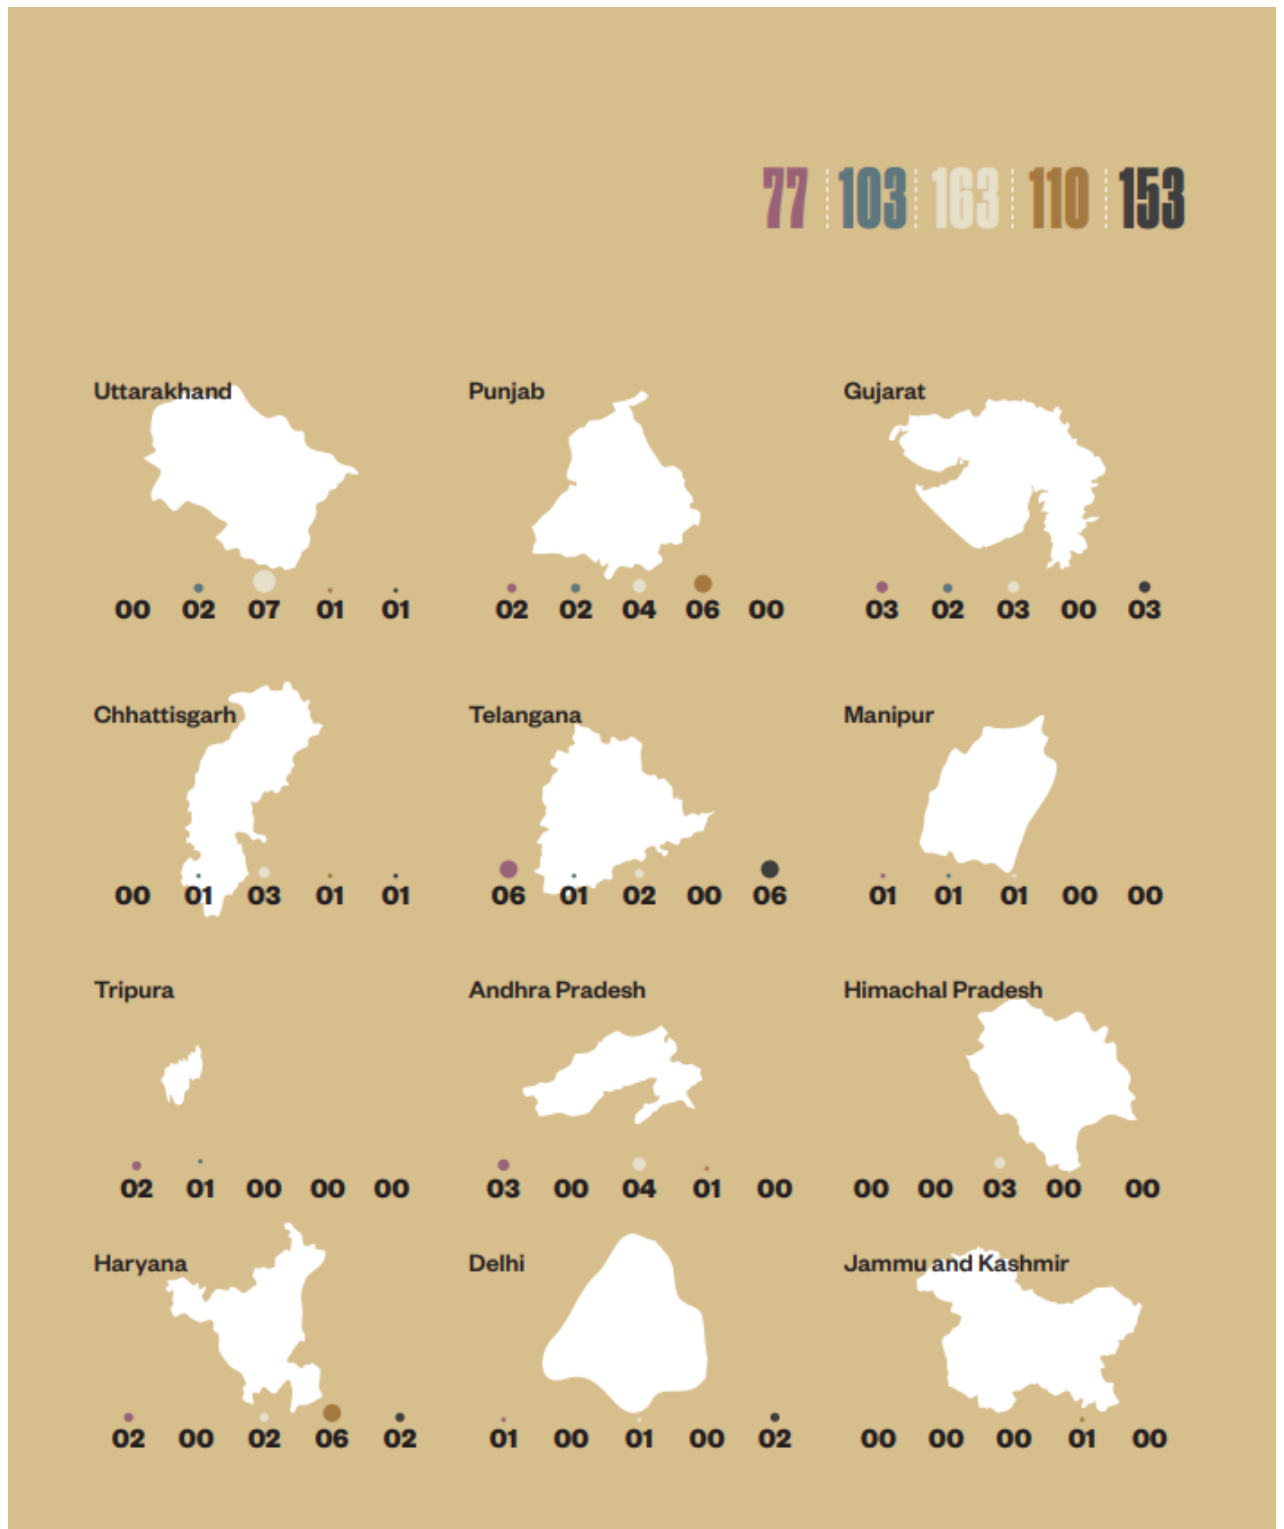 77 103 163 110 153
Uttarakhand
00 02 07 01 01
Punjab
02 02 04 06 00
Gujarat
03 02 03 00 03
Chhattisgarh
00 01 03 01 01
Telangana
06 01 02 00 06
Manipur
01 01 01 00 00
Tripura
02 01 00 00 00
Andhra Pradesh
03 00 04 01 00
Himachal Pradesh
00 00 03 00 00
Haryana
02 00 02 06 02
Delhi
01 00 01 00 02
Jammu and Kashmir
00 00 00 01 00